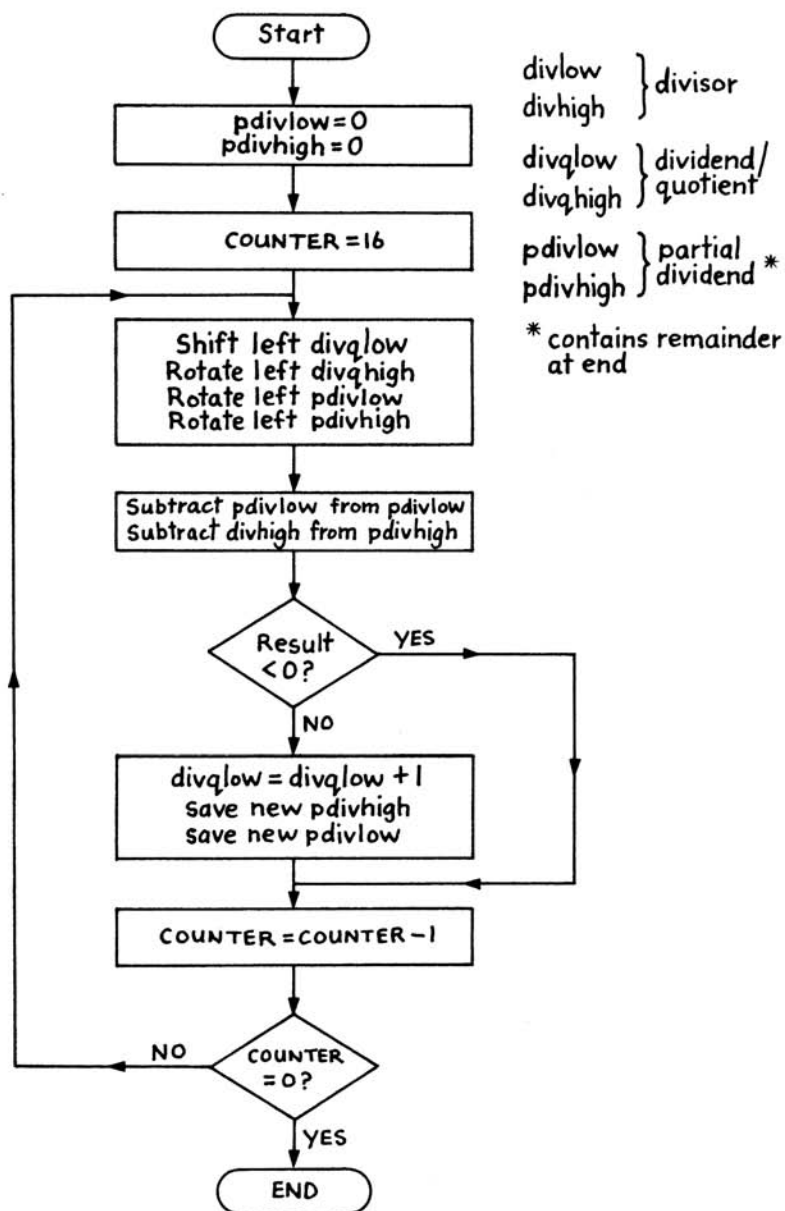 Start
pdivlow=0
pdivhigh=0
COUNTER=16
Shift left divqlow
Rotate left divqhigh
Rotate left pdivlow
Rotate left pdivhigh
Subtract pdivlow from pdivlow
Subtract divhigh from pdivhigh
Result
<0?
YES
NO
divqlow=divqlow+1
save new pdivhigh
save new pdivlow
COUNTER=COUNTER-1
NO
COUNTER
=0?
YES
END
divlow
divhigh
divisor
divqlow
divqhigh
dividend/
quotient
pdivlow
pdivhigh
partial
dividend *
* contains remainder
at end